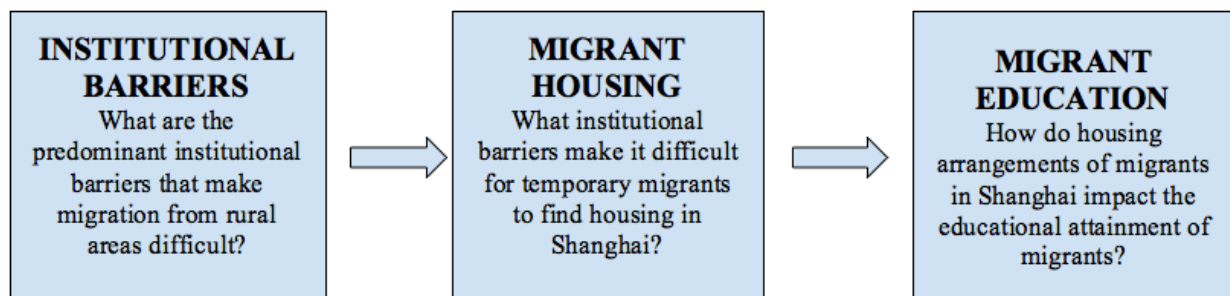 INSTITUTIONAL
BARRIERS
What are the
predominant institutional
barriers that make
migration from rural
areas difficult?
MIGRANT
HOUSING
What institutional
barriers make it difficult
for temporary migrants
to find housing in
Shanghai?
MIGRANT
EDUCATION
How do housing
arrangements of migrants
in Shanghai impact the
educational attainment of
migrants?